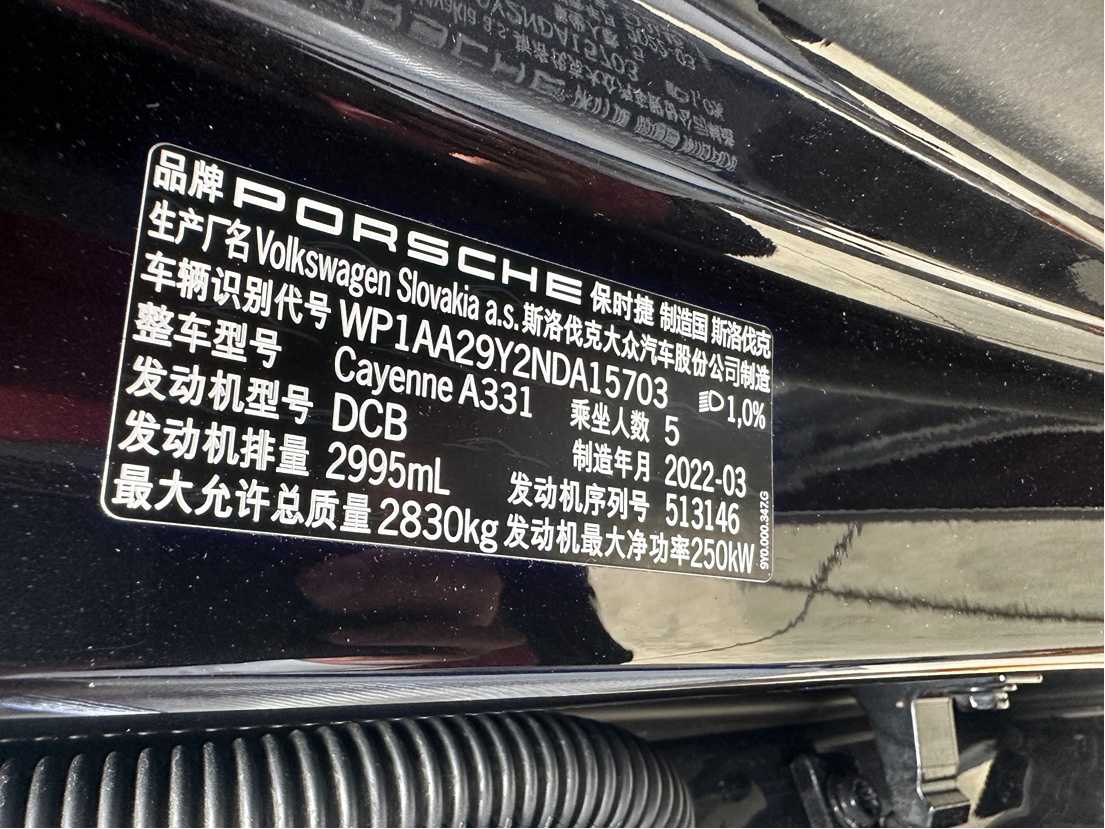 品牌 PORSCHE 保时捷 制造国 斯洛伐克
生产厂名 Volkswagen Slovakia a.s. 斯洛伐克大众汽车股份公司制造
车辆识别代号 WP1AA29Y2NDA15703 1,0%
整车型号 Cayenne A331 乘坐人数 5
发动机型号 DCB 制造年月 2022-03
发动机排量 2995mL 发动机序列号 513146
最大允许总质量 2830kg 发动机最大净功率 250kW
9Y0.000.347.G